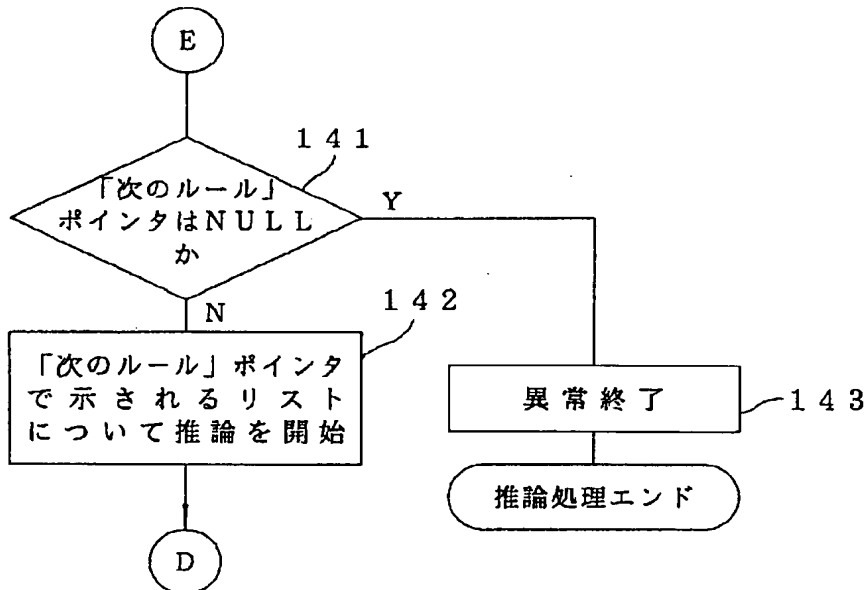 E
１４１
「次のルール」
ポインタはＮＵＬＬ
か
Y
N
１４２
「次のルール」ポインタ
で示されるリスト
について推論を開始
異常終了
１４３
推論処理エンド
D